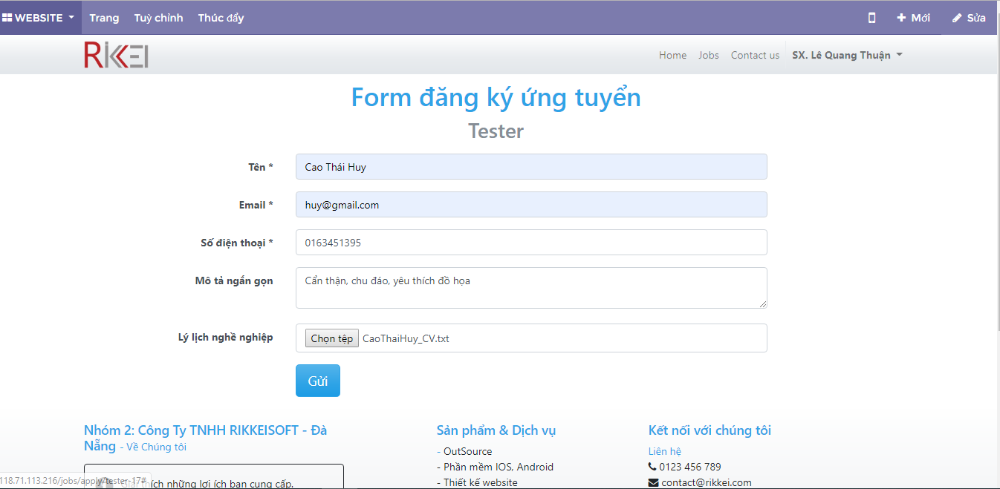 WEBSITE Trang Tuỳ chỉnh Thúc đẩy Mới Sửa
RIKKEI Home Jobs Contact us SX. Lê Quang Thuận
Form đăng ký ứng tuyển
Tester
Tên * Cao Thái Huy
Email * huy@gmail.com
Số điện thoại * 0163451395
Mô tả ngắn gọn Cẩn thận, chu đáo, yêu thích đồ họa
Lý lịch nghề nghiệp Chọn tệp CaoThaiHuy_CV.txt
Gửi
Nhóm 2: Công Ty TNHH RIKKEISOFT - Đà
Nẵng - Về Chúng tôi
Sản phẩm & Dịch vụ
- OutSource
- Phần mềm IOS, Android
- Thiết kế website
Kết nối với chúng tôi
Liên hệ
0123 456 789
contact@rikkei.com
Giải thích những lợi ích bạn cung cấp.
118.71.113.216/jobs/apply/tester-17#